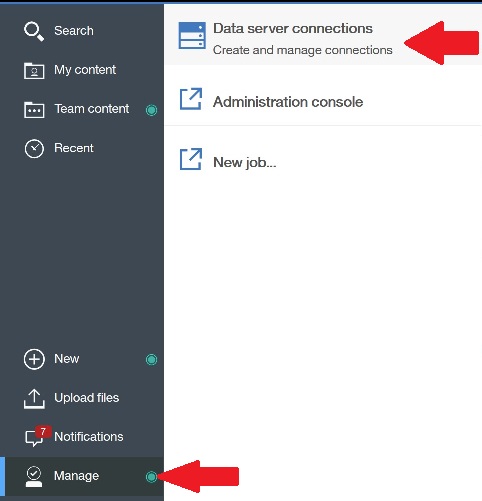 Search
My content
Team content
Recent
New
Upload files
7
Notifications
Manage
Data server connections
Create and manage connections
Administration console
New job...